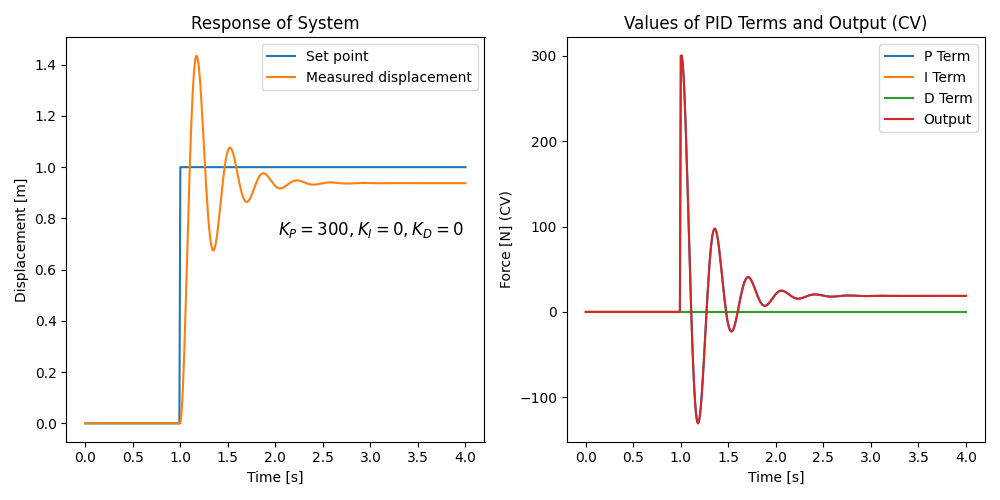 Response of System
Displacement [m]
1.4
1.2
1.0
0.8
0.6
0.4
0.2
0.0
Set point
Measured displacement
K_P = 300, K_I = 0, K_D = 0
0.0 0.5 1.0 1.5 2.0 2.5 3.0 3.5 4.0
Time [s]
Values of PID Terms and Output (CV)
Force [N] (CV)
300
200
100
0
−100
P Term
I Term
D Term
Output
0.0 0.5 1.0 1.5 2.0 2.5 3.0 3.5 4.0
Time [s]